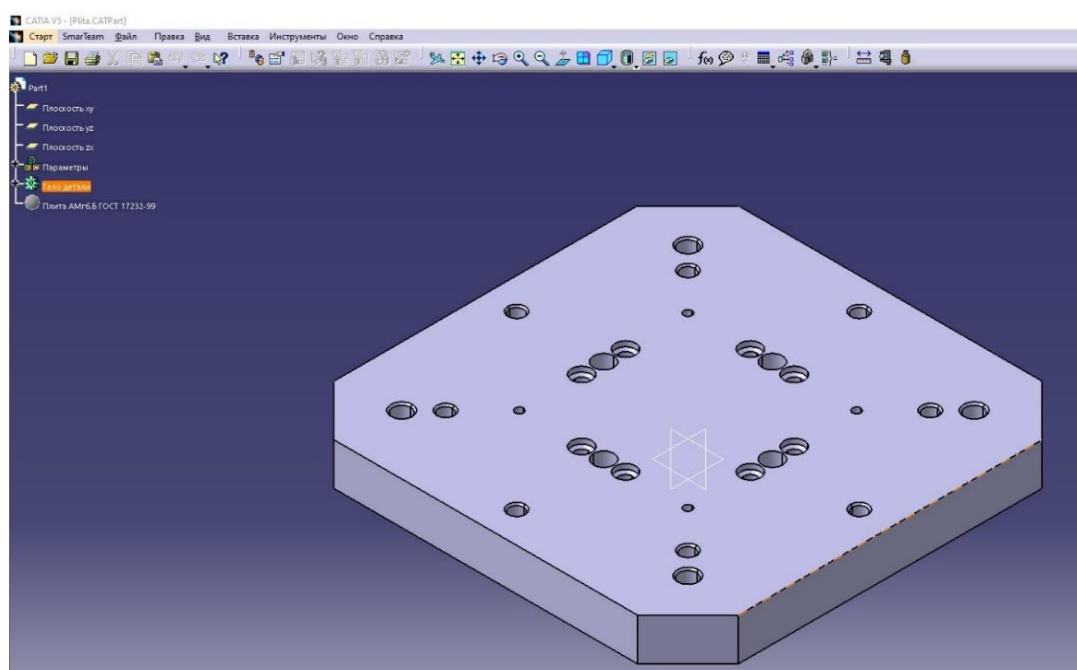 CATIA V5 - [Plita.CATPart]
Старт SmarTeam Файл Правка Вид Вставка Инструменты Окно Справка
f(x)
Part1
Плоскость xy
Плоскость yz
Плоскость zx
Параметры
Тело детали
Плита АМг6.Б ГОСТ 17232-99